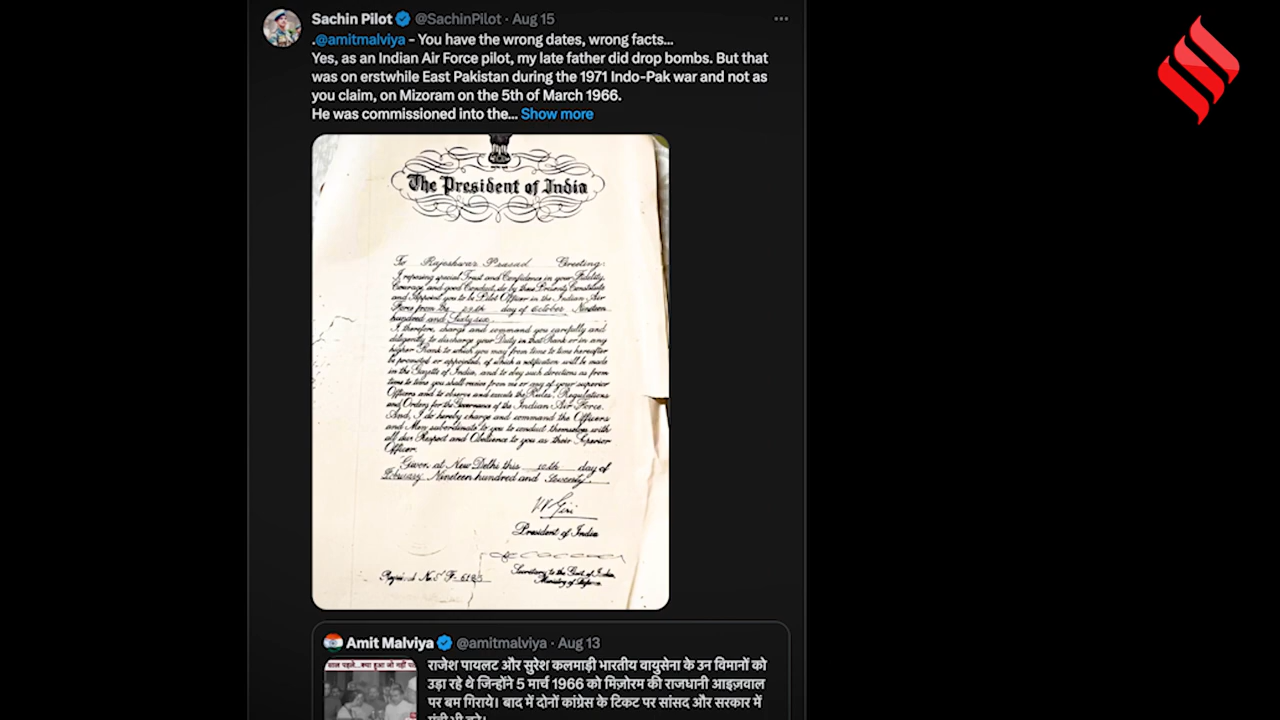 Sachin Pilot @SachinPilot · Aug 15
.@amitmalviya - You have the wrong dates, wrong facts...
Yes, as an Indian Air Force pilot, my late father did drop bombs. But that
was on erstwhile East Pakistan during the 1971 Indo-Pak war and not as
you claim, on Mizoram on the 5th of March 1966.
He was commissioned into the... Show more
The President of India
To Rajeshwar Prasad Greeting:
I reposing special Trust and Confidence in your Fidelity,
Courage and good Conduct, do by these Presents Constitute
and Appoint you to be Pilot Officer in the Indian Air
Force from the day of October Nineteen
hundred and Sixty six.
I, therefore, charge and command you carefully and
diligently to discharge your Duty in that Rank or in any
higher Rank to which you may from time to time hereafter
be promoted or appointed, of which a notification will be made
in the Gazette of India, and to obey such directions as from
time to time you shall receive from me or any of your superior
Officers and to observe and execute the Rules, Regulations
and Orders for the Governance of the Indian Air Force.
And, I do hereby charge and command the Officers
and Men subordinate to you to conduct themselves with
all due Respect and Obedience to you as their Superior
Officer.
Given at New Delhi this day of
February Nineteen hundred and Seventy.
V V Giri
President of India
Secretary to the Govt of India
Ministry of Defence
Amit Malviya @amitmalviya · Aug 13
राजेश पायलट और सुरेश कलमाड़ी भारतीय वायुसेना के उन विमानों को
उड़ा रहे थे जिन्होंने 5 मार्च 1966 को मिज़ोरम की राजधानी आइज़वाल
पर बम गिराये। बाद में दोनों कांग्रेस के टिकट पर सांसद और सरकार में